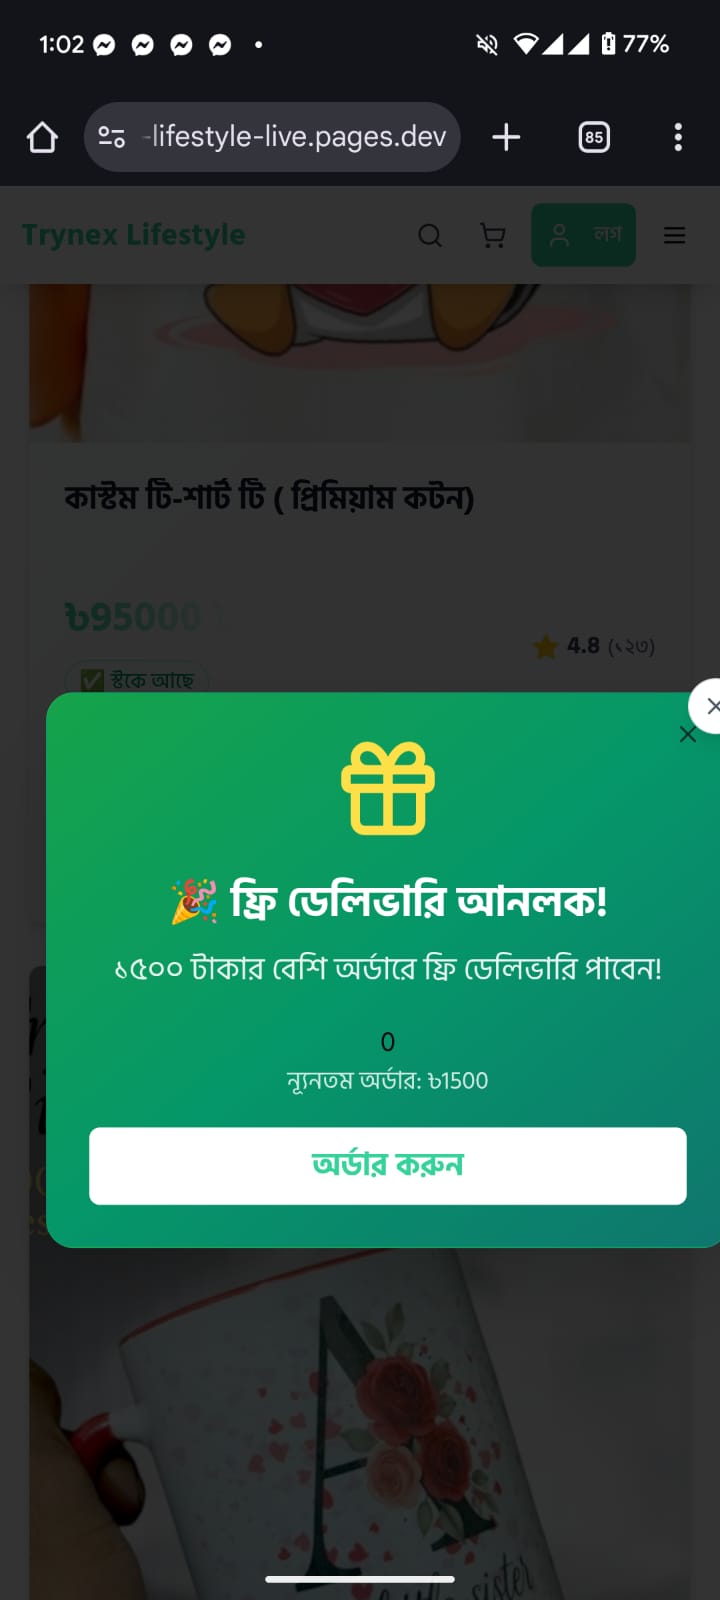 1:02
77%
-lifestyle-live.pages.dev
85
Trynex Lifestyle
লগ
কাস্টম টি-শার্ট টি ( প্রিমিয়াম কটন)
৳95000
4.8 (১২৩)
✅ স্টকে আছে
🎉 ফ্রি ডেলিভারি আনলক!
১৫০০ টাকার বেশি অর্ডারে ফ্রি ডেলিভারি পাবেন!
0
ন্যূনতম অর্ডার: ৳1500
অর্ডার করুন
A
sister